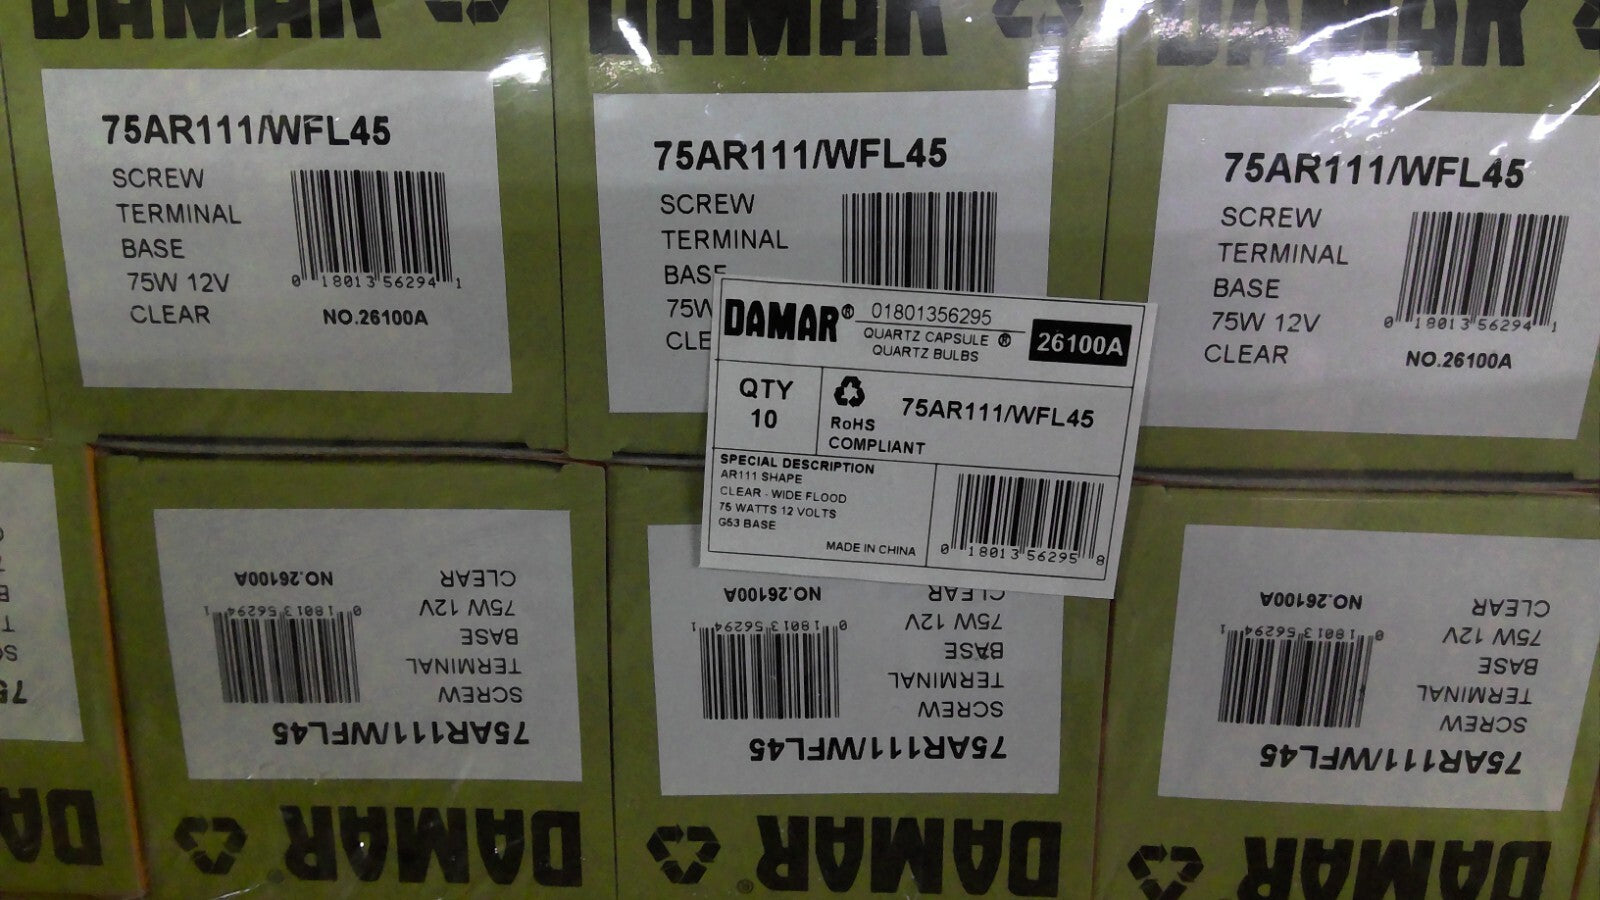 DAMAR
DAMAR
DAMAR
75AR111/WFL45
SCREW
TERMINAL
BASE
75W 12V
CLEAR
0 18013 56294 1
NO.26100A
75AR111/WFL45
SCREW
TERMINAL
BASE
75W
75AR111/WFL45
SCREW
TERMINAL
BASE
75W 12V
CLEAR
0 18013 56294 1
NO.26100A
DAMAR®
01801356295
QUARTZ CAPSULE ®
QUARTZ BULBS
26100A
QTY
10
RoHS
COMPLIANT
75AR111/WFL45
SPECIAL DESCRIPTION
AR111 SHAPE
CLEAR - WIDE FLOOD
75 WATTS 12 VOLTS
G53 BASE
MADE IN CHINA
0 18013 56295 8
75AR111/WFL45
SCREW
TERMINAL
BASE
75W 12V
CLEAR
0 18013 56294 1
NO.26100A
DAMAR®
75AR111/WFL45
SCREW
TERMINAL
BASE
75W 12V
CLEAR
0 18013 56294 1
NO.26100A
DAMAR®
75AR111/WFL45
SCREW
TERMINAL
BASE
75W 12V
CLEAR
0 18013 56294 1
NO.26100A
DAMAR